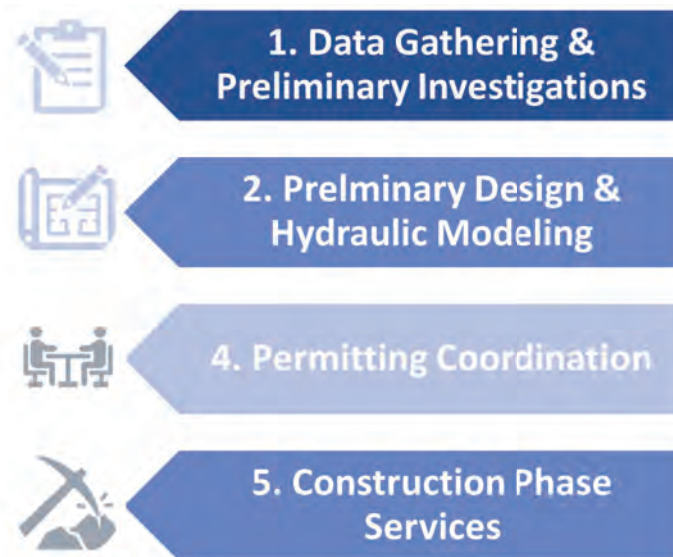 1. Data Gathering &
Preliminary Investigations
2. Prelminary Design &
Hydraulic Modeling
4. Permitting Coordination
5. Construction Phase
Services